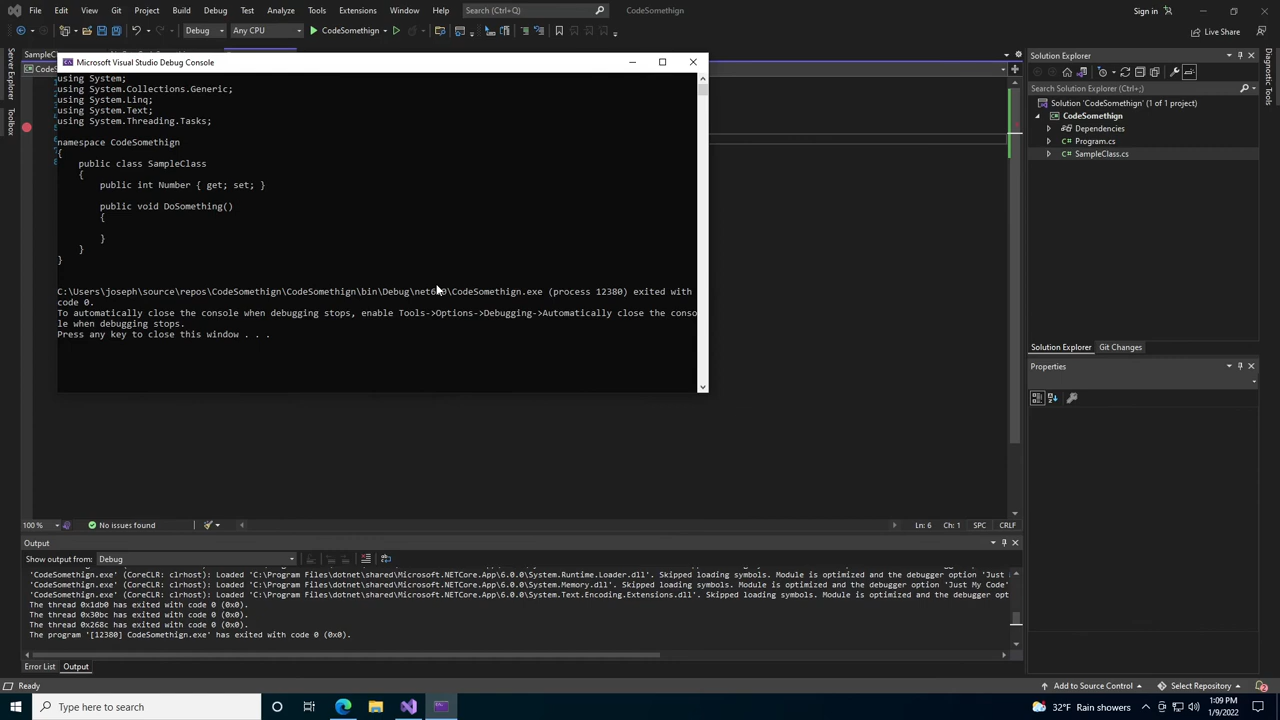 File Edit View Git Project Build Debug Test Analyze Tools Extensions Window Help Search (Ctrl+Q) CodeSomethign Sign in
Debug Any CPU CodeSomethign Live Share
Microsoft Visual Studio Debug Console
using System;
using System.Collections.Generic;
using System.Linq;
using System.Text;
using System.Threading.Tasks;
namespace CodeSomethign
{
public class SampleClass
{
public int Number { get; set; }
public void DoSomething()
{
}
}
}
C:\Users\joseph\source\repos\CodeSomethign\CodeSomethign\bin\Debug\net6.0\CodeSomethign.exe (process 12380) exited with
code 0.
To automatically close the console when debugging stops, enable Tools->Options->Debugging->Automatically close the conso
le when debugging stops.
Press any key to close this window . . .
Server Explorer
Toolbox
Solution Explorer
Search Solution Explorer (Ctrl+;)
Solution 'CodeSomethign' (1 of 1 project)
CodeSomethign
Dependencies
Program.cs
SampleClass.cs
Solution Explorer Git Changes
Properties
Diagnostic Tools
100 % No issues found Ln: 6 Ch: 1 SPC CRLF
Output
Show output from: Debug
'CodeSomethign.exe' (CoreCLR: clrhost): Loaded 'C:\Program Files\dotnet\shared\Microsoft.NETCore.App\6.0.0\System.Runtime.Loader.dll'. Skipped loading symbols. Module is optimized and the debugger option 'Just
'CodeSomethign.exe' (CoreCLR: clrhost): Loaded 'C:\Program Files\dotnet\shared\Microsoft.NETCore.App\6.0.0\System.Memory.dll'. Skipped loading symbols. Module is optimized and the debugger option 'Just My Code'
'CodeSomethign.exe' (CoreCLR: clrhost): Loaded 'C:\Program Files\dotnet\shared\Microsoft.NETCore.App\6.0.0\System.Text.Encoding.Extensions.dll'. Skipped loading symbols. Module is optimized and the debugger op
The thread 0x1db0 has exited with code 0 (0x0).
The thread 0x30bc has exited with code 0 (0x0).
The thread 0x268c has exited with code 0 (0x0).
The program '[12380] CodeSomethign.exe' has exited with code 0 (0x0).
Error List Output
Ready Add to Source Control Select Repository 2
Type here to search 32°F Rain showers 1:09 PM
1/9/2022 2